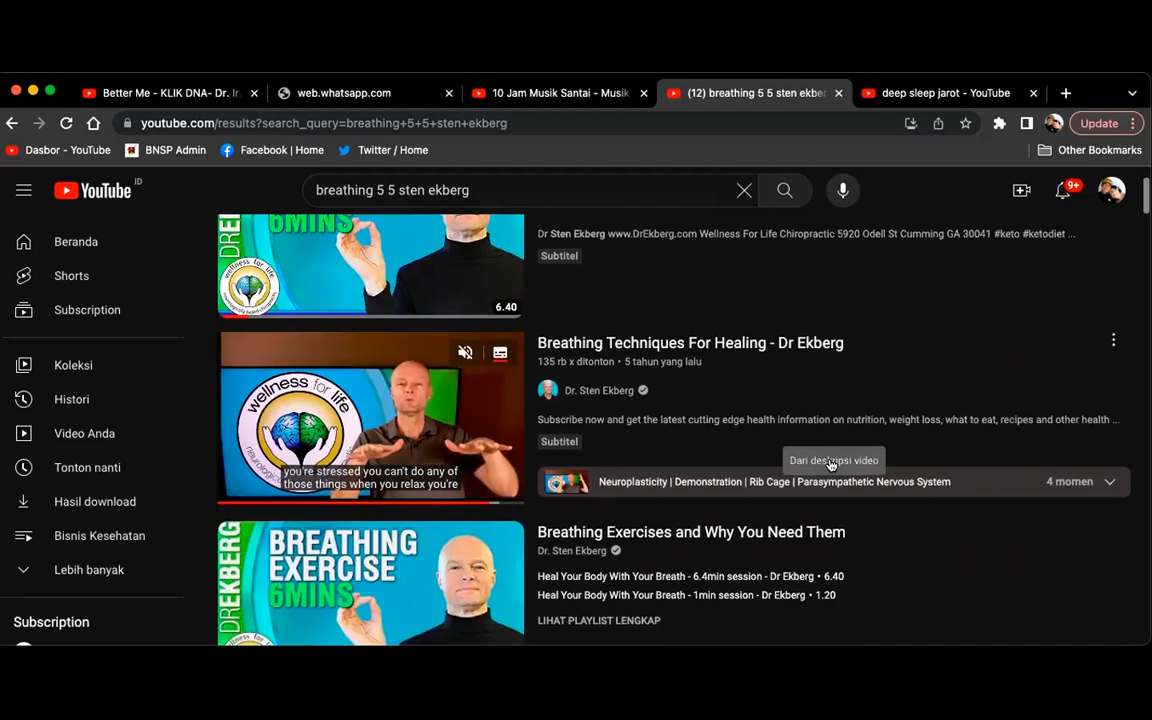 Better Me - KLIK DNA- Dr. Ir.
web.whatsapp.com
10 Jam Musik Santai - Musik
(12) breathing 5 5 sten ekber
deep sleep jarot - YouTube
youtube.com/results?search_query=breathing+5+5+sten+ekberg
Update
Dasbor - YouTube
BNSP Admin
Facebook | Home
Twitter / Home
Other Bookmarks
YouTube ID
breathing 5 5 sten ekberg
9+
Beranda
Shorts
Subscription
Koleksi
Histori
Video Anda
Tonton nanti
Hasil download
Bisnis Kesehatan
Lebih banyak
Subscription
DREKBERG
6MINS
wellness for life
6.40
Dr Sten Ekberg www.DrEkberg.com Wellness For Life Chiropractic 5920 Odell St Cumming GA 30041 #keto #ketodiet ...
Subtitel
wellness for life
you're stressed you can't do any of
those things when you relax you're
Breathing Techniques For Healing - Dr Ekberg
135 rb x ditonton • 5 tahun yang lalu
Dr. Sten Ekberg
Subscribe now and get the latest cutting edge health information on nutrition, weight loss, what to eat, recipes and other health ...
Subtitel
Dari deskripsi video
Neuroplasticity | Demonstration | Rib Cage | Parasympathetic Nervous System
4 momen
DREKBERG
BREATHING
EXERCISE
6MINS
Breathing Exercises and Why You Need Them
Dr. Sten Ekberg
Heal Your Body With Your Breath - 6.4min session - Dr Ekberg • 6.40
Heal Your Body With Your Breath - 1min session - Dr Ekberg • 1.20
LIHAT PLAYLIST LENGKAP